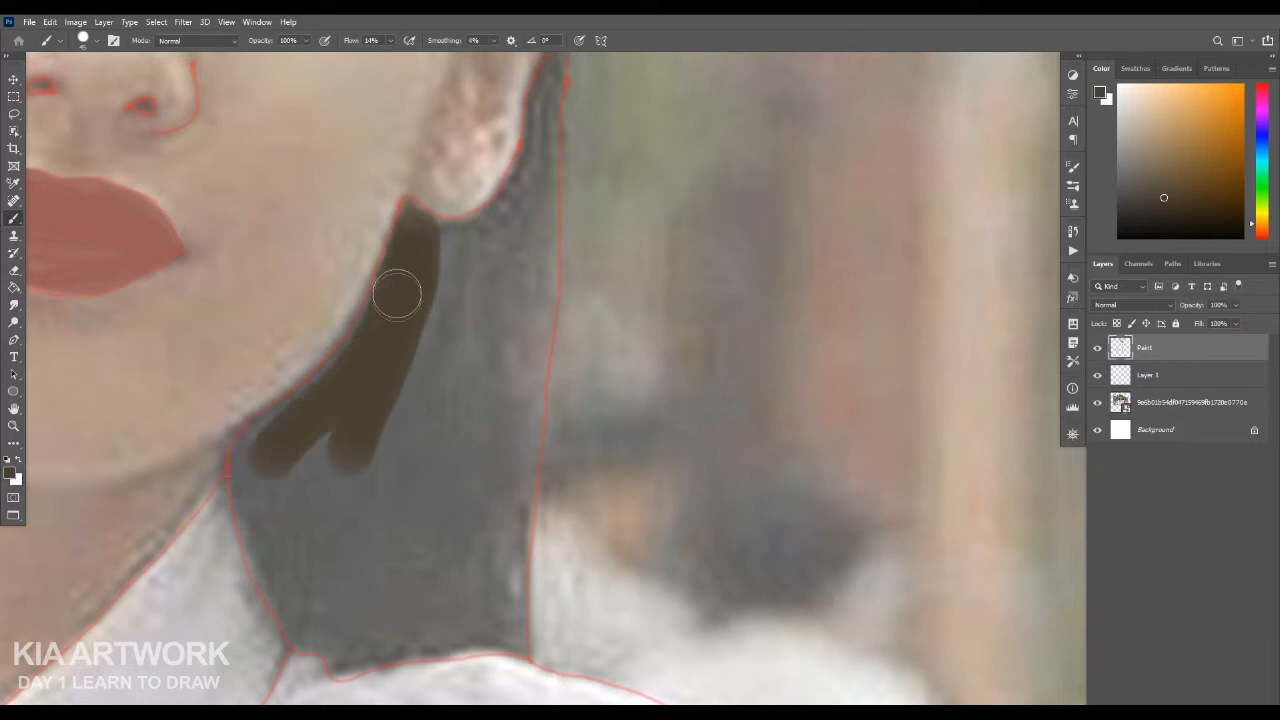 Ps File Edit Image Layer Type Select Filter 3D View Window Help
45 Mode: Normal Opacity: 100% Flow: 14% Smoothing: 4% 0°
Color Swatches Gradients Patterns
Layers Channels Paths Libraries
Kind
Normal Opacity: 100%
Lock: Fill: 100%
Paint
Layer 1
9e6b01b54df047159469fb1720e0770e
Background
KIA ARTWORK
DAY 1 LEARN TO DRAW